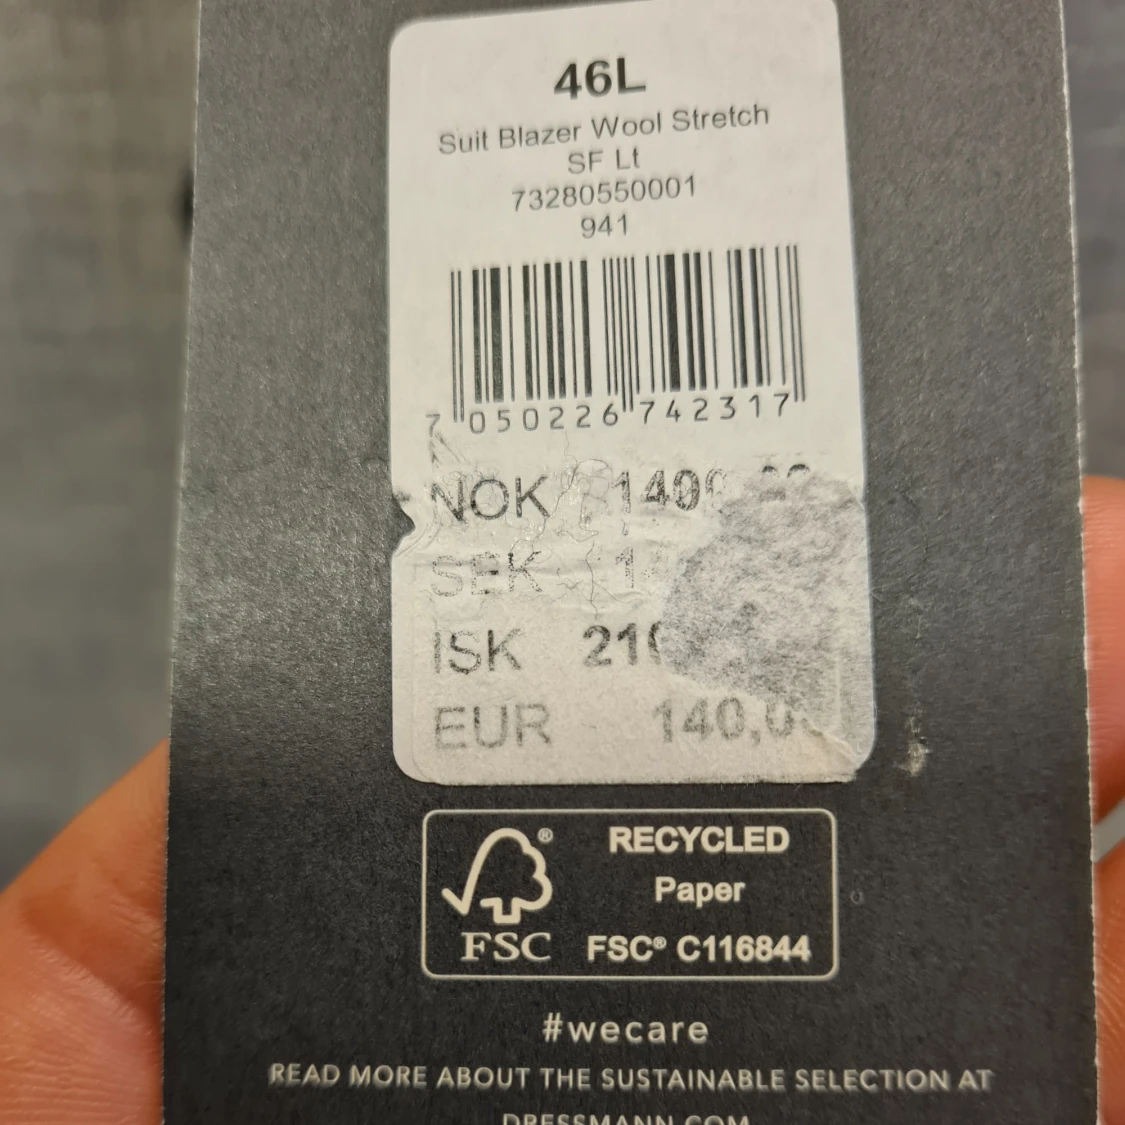 46L
Suit Blazer Wool Stretch
SF Lt
73280550001
941
7 050226 742317
NOK
SEK
ISK
EUR
®
RECYCLED
Paper
FSC
FSC® C116844
#wecare
READ MORE ABOUT THE SUSTAINABLE SELECTION AT
DRESSMANN.COM